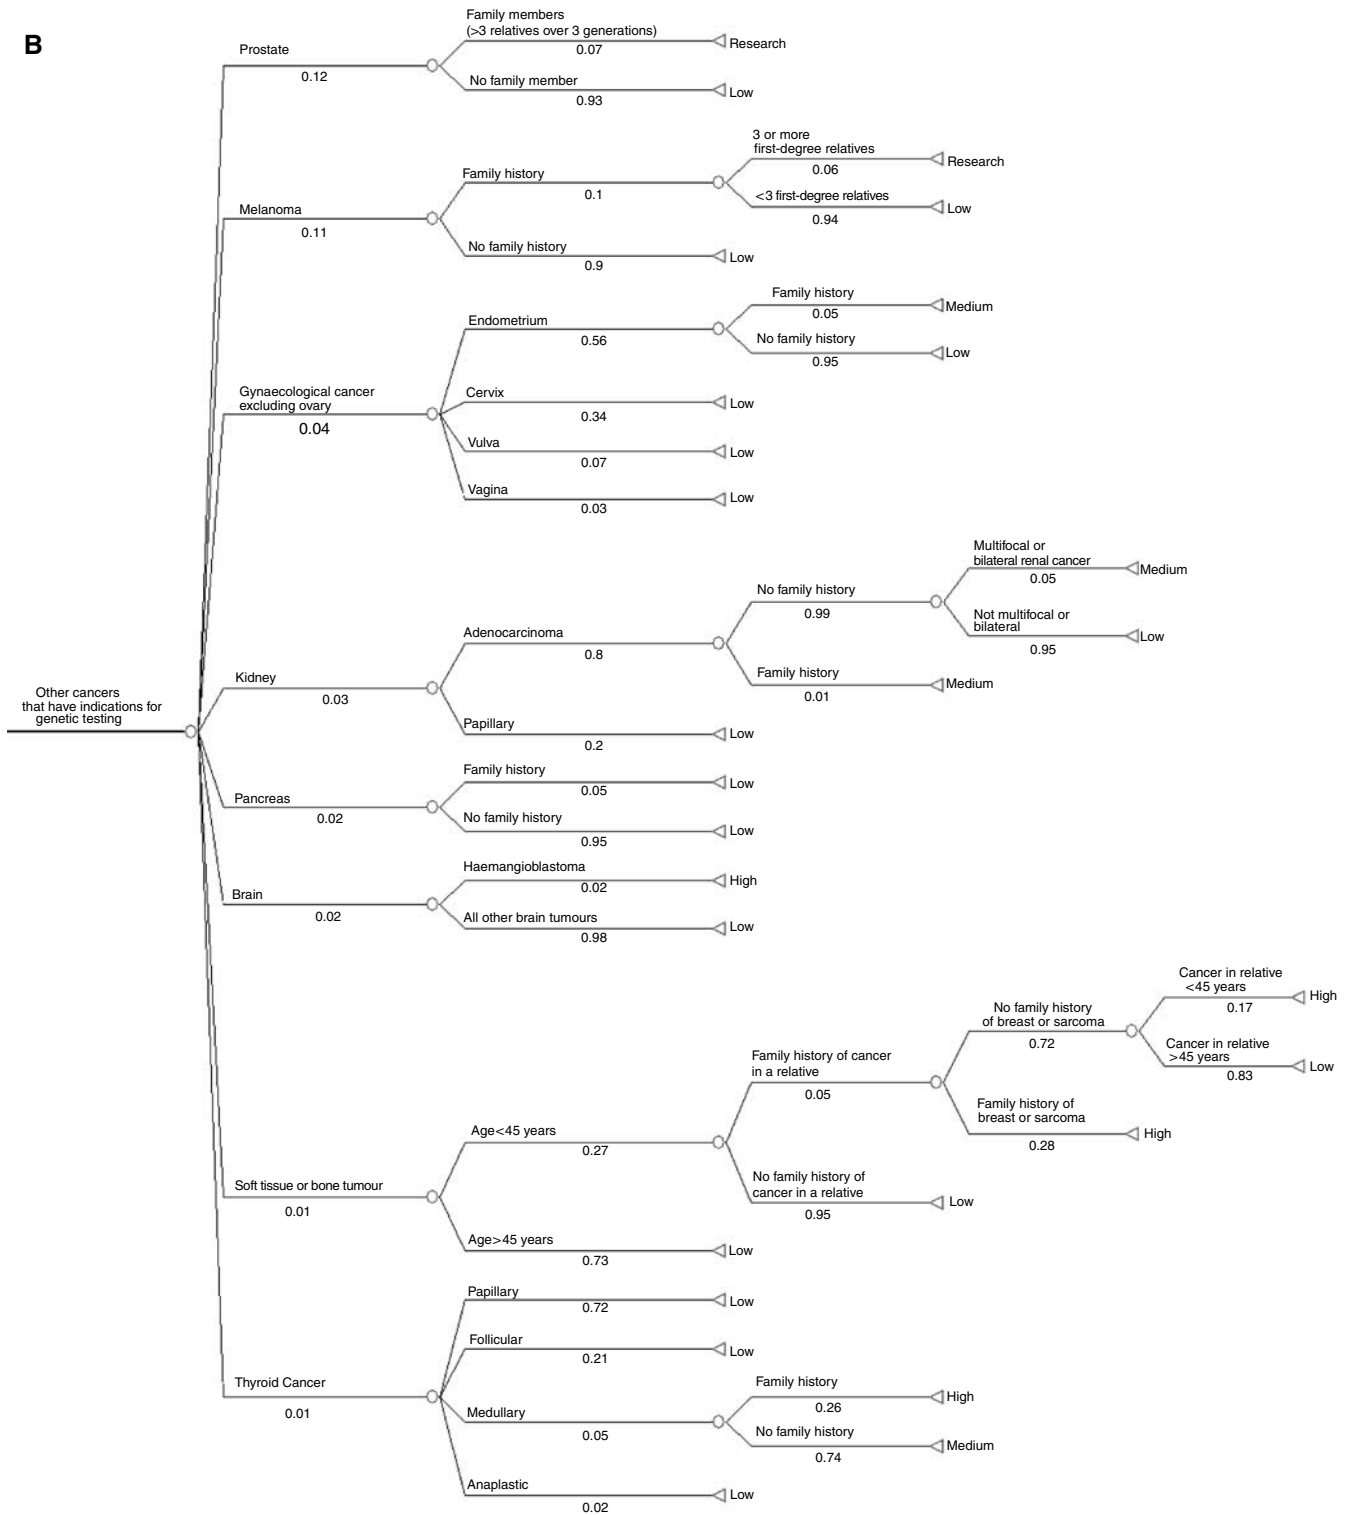 B
Family members
(>3 relatives over 3 generations)
0.07
Research
Prostate
0.12
No family member
0.93
Low
3 or more
first-degree relatives
0.06
Research
Family history
0.1
<3 first-degree relatives
0.94
Low
Melanoma
0.11
No family history
0.9
Low
Family history
0.05
Medium
Endometrium
0.56
No family history
0.95
Low
Gynaecological cancer
excluding ovary
0.04
Cervix
0.34
Low
Vulva
0.07
Low
Vagina
0.03
Low
Multifocal or
bilateral renal cancer
0.05
Medium
No family history
0.99
Not multifocal or
bilateral
0.95
Low
Adenocarcinoma
0.8
Family history
0.01
Medium
Kidney
0.03
Papillary
0.2
Low
Other cancers
that have indications for
genetic testing
Family history
0.05
Low
Pancreas
0.02
No family history
0.95
Low
Haemangioblastoma
0.02
High
Brain
0.02
All other brain tumours
0.98
Low
Cancer in relative
<45 years
0.17
High
No family history
of breast or sarcoma
0.72
Cancer in relative
>45 years
0.83
Low
Family history of cancer
in a relative
0.05
Family history of
breast or sarcoma
0.28
High
Age<45 years
0.27
No family history of
cancer in a relative
0.95
Low
Soft tissue or bone tumour
0.01
Age>45 years
0.73
Low
Papillary
0.72
Low
Follicular
0.21
Low
Thyroid Cancer
0.01
Family history
0.26
High
Medullary
0.05
No family history
0.74
Medium
Anaplastic
0.02
Low